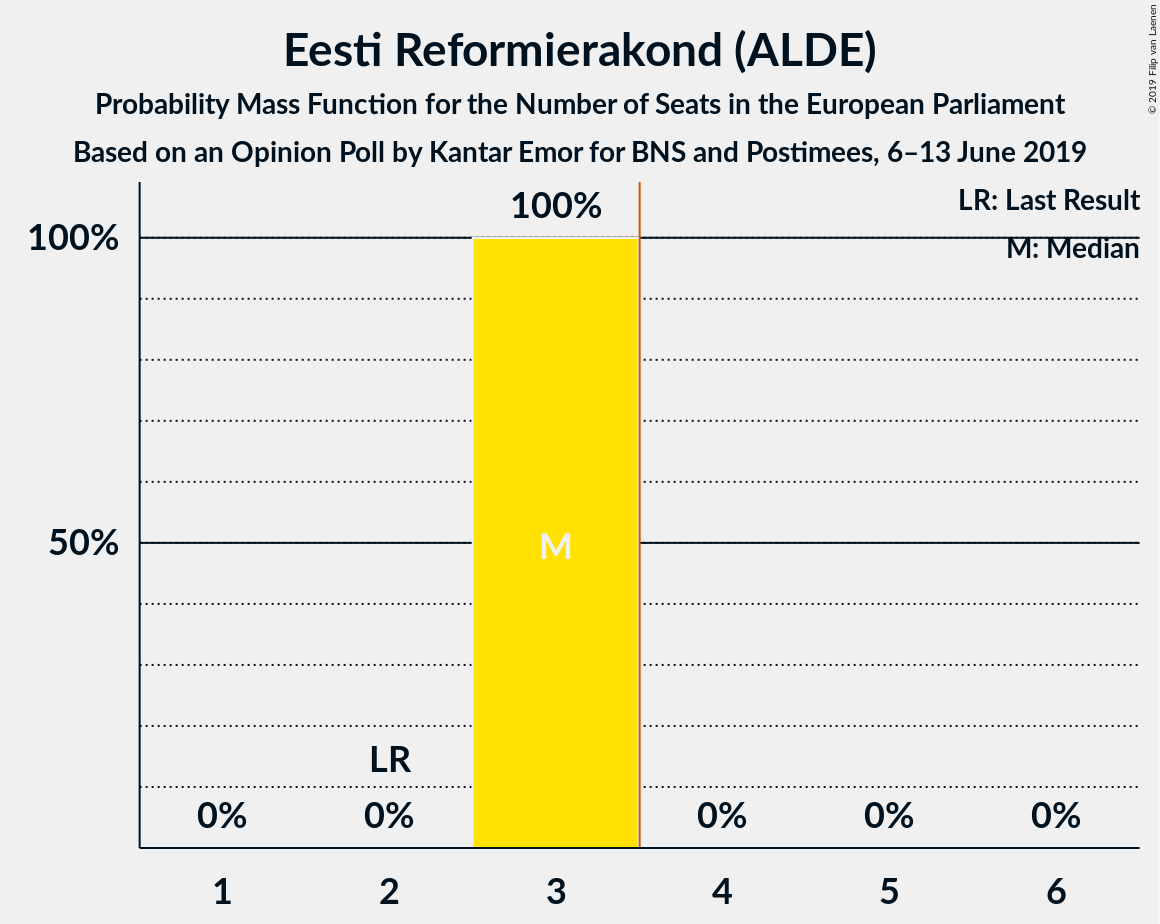 Eesti Reformierakond (ALDE)
Probability Mass Function for the Number of Seats in the European Parliament
Based on an Opinion Poll by Kantar Emor for BNS and Postimees, 6–13 June 2019
© 2019 Filip van Laenen
LR: Last Result
M: Median
100%
100%
50%
M
LR
0% 0% 0% 0% 0%
1 2 3 4 5 6